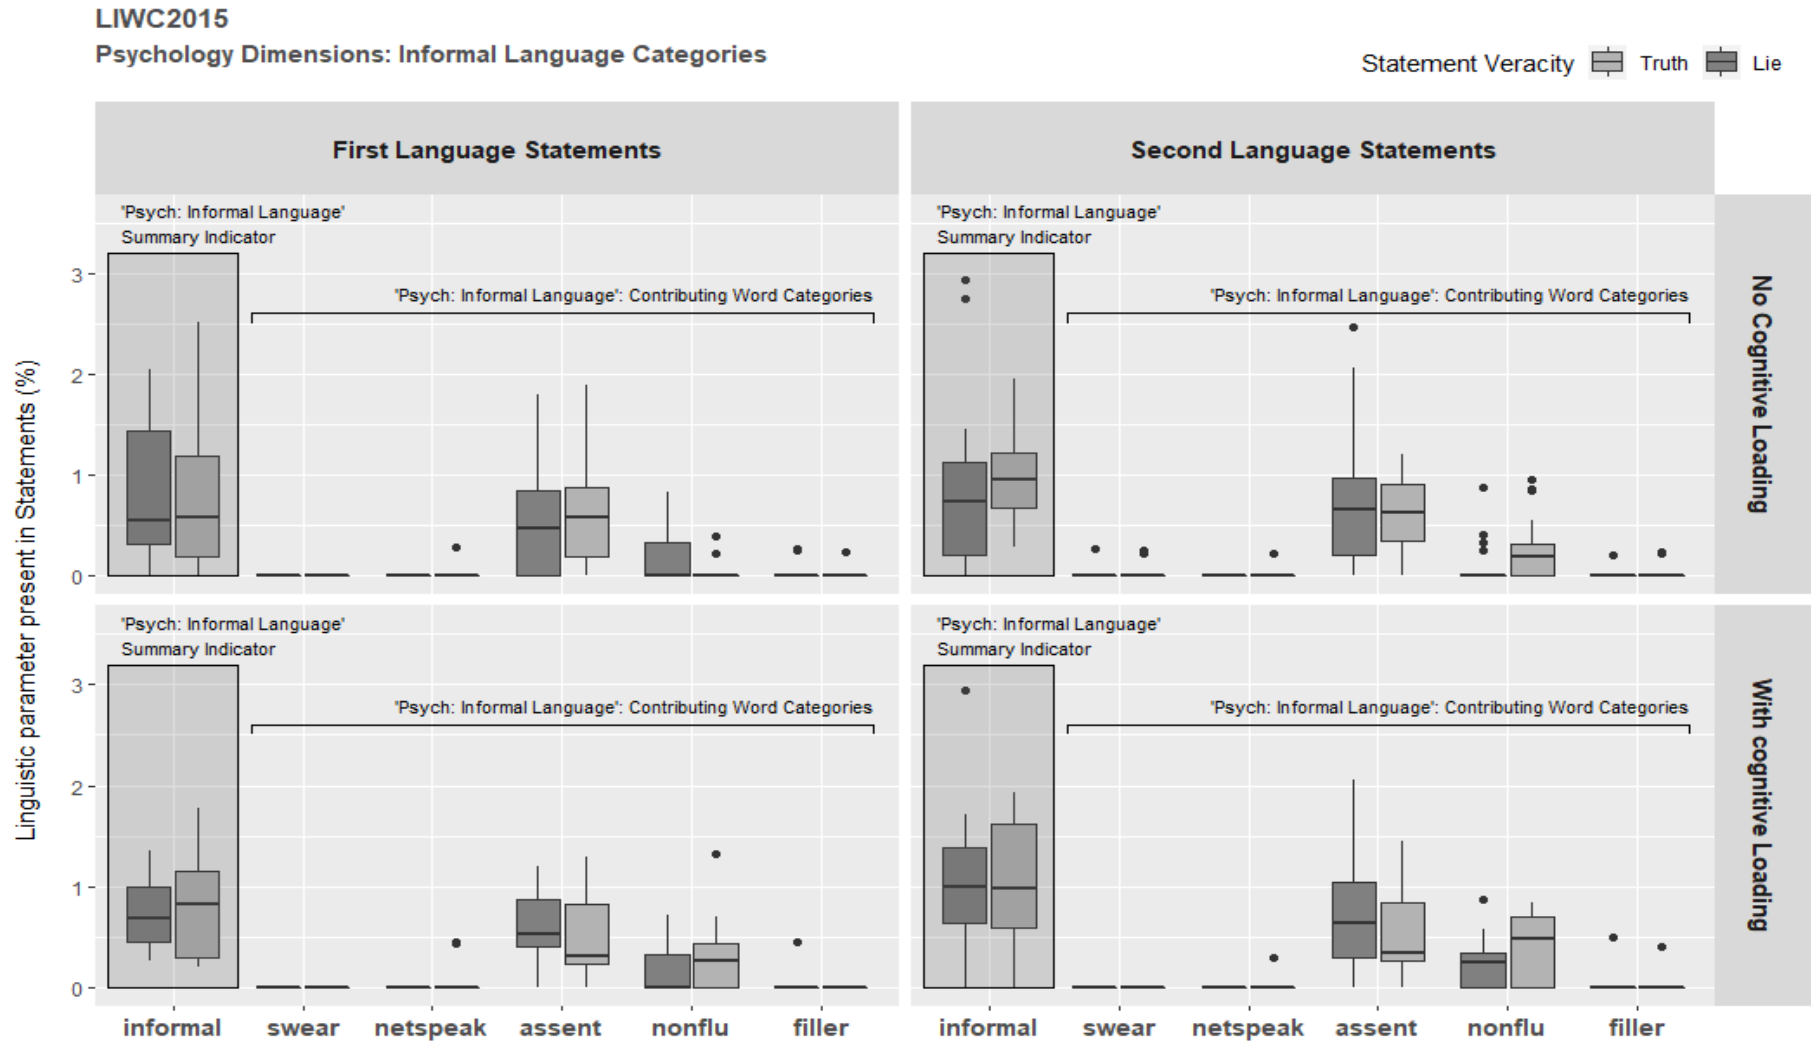 LIWC2015
Psychology Dimensions: Informal Language Categories
Statement Veracity Truth Lie
First Language Statements
Second Language Statements
"Psych: Informal Language"
Summary Indicator
"Psych: Informal Language": Contributing Word Categories
"Psych: Informal Language"
Summary Indicator
"Psych: Informal Language": Contributing Word Categories
No Cognitive Loading
3
2
1
0
Linguistic parameter present in Statements (%)
"Psych: Informal Language"
Summary Indicator
"Psych: Informal Language": Contributing Word Categories
"Psych: Informal Language"
Summary Indicator
"Psych: Informal Language": Contributing Word Categories
With cognitive Loading
3
2
1
0
informal swear netspeak assent nonflu filler
informal swear netspeak assent nonflu filler